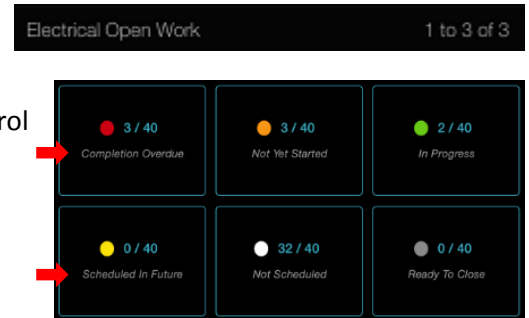 Electrical Open Work 1 to 3 of 3
rol
3 / 40 3 / 40 2 / 40
Completion Overdue Not Yet Started In Progress
0 / 40 32 / 40 0 / 40
Scheduled In Future Not Scheduled Ready To Close